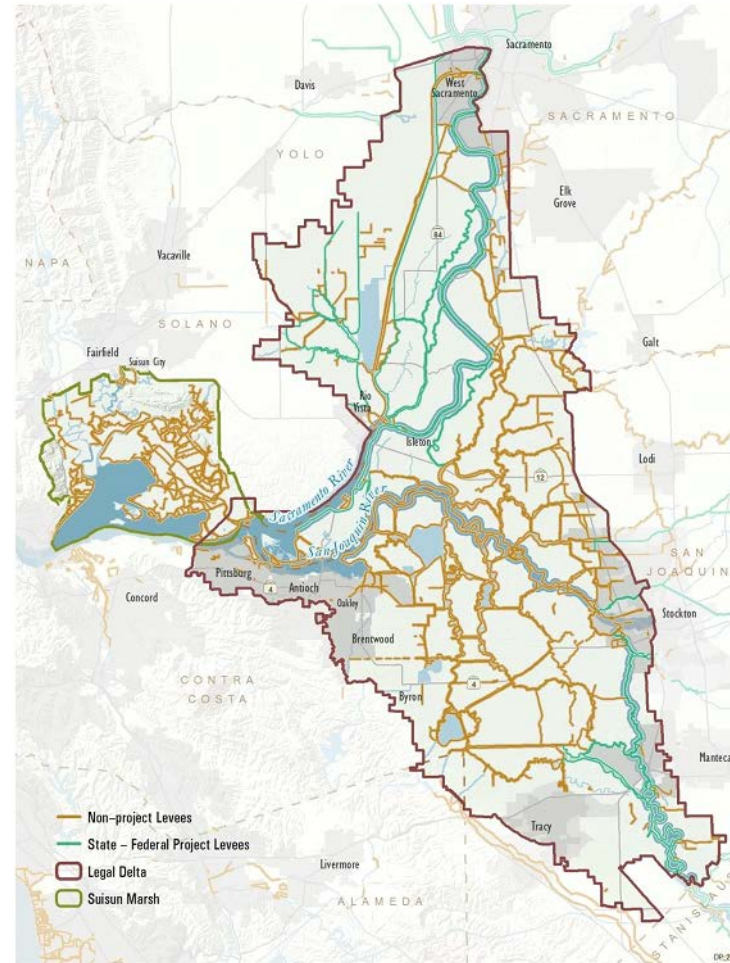 Sacramento
Davis
West
Sacramento
SACRAMENTO
YOLO
Elk
Grove
84
Vacaville
NAPA
SOLANO
Fairfield
Suisun City
Galt
Rio
Vista
Isleton
Lodi
12
Sacramento River
San Joaquin River
SAN
JOAQUIN
Pittsburg
Antioch
4
Oakley
Concord
Stockton
Brentwood
CONTRA
COSTA
Byron
4
Manteca
Non-project Levees
State - Federal Project Levees
Legal Delta
Suisun Marsh
Tracy
Livermore
ALAMEDA
STANISLAUS